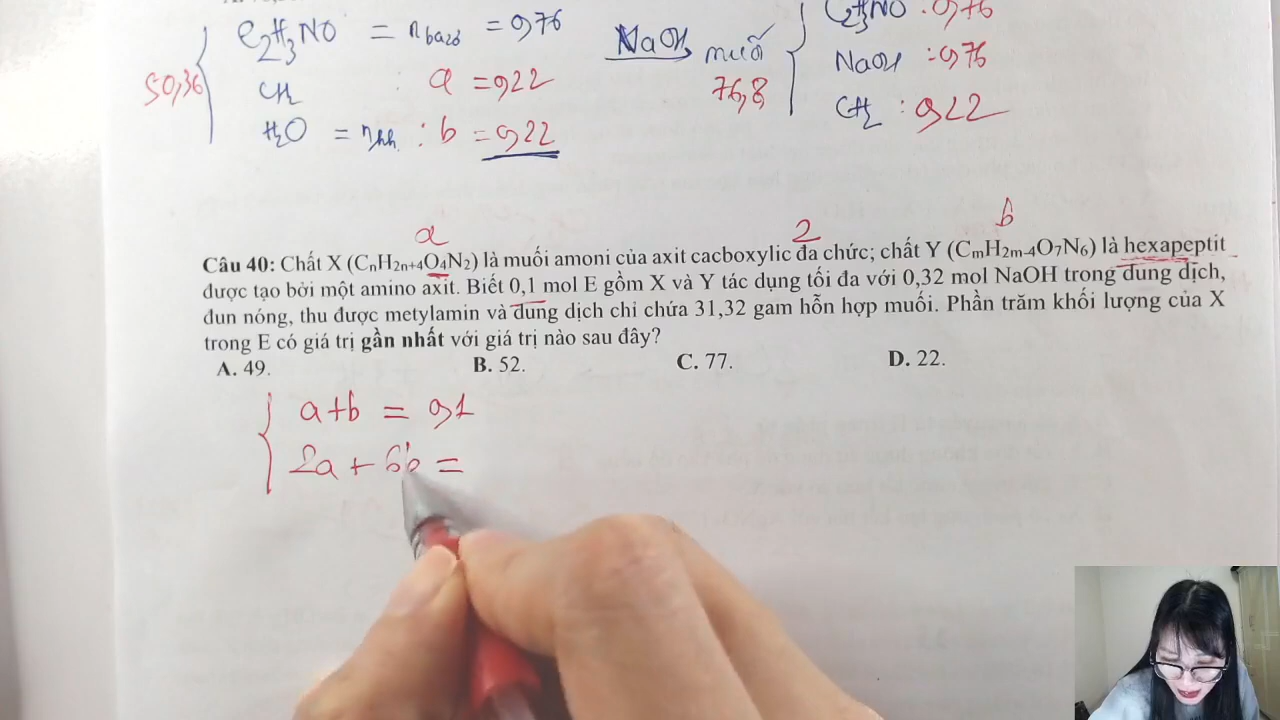 C₂H₃NO = n bazo = 0,76 NaOH muối C₂H₃NO : 0,76
50,36 CH₂ : a = 0,22 76,8 NaOH : 0,76
H₂O = nhh : b = 0,22 CH₂ : 0,22
a 2 b
Câu 40: Chất X (CnH2n+4O4N2) là muối amoni của axit cacboxylic đa chức; chất Y (CmH2m-4O7N6) là hexapeptit
được tạo bởi một amino axit. Biết 0,1 mol E gồm X và Y tác dụng tối đa với 0,32 mol NaOH trong dung dịch,
đun nóng, thu được metylamin và dung dịch chỉ chứa 31,32 gam hỗn hợp muối. Phần trăm khối lượng của X
trong E có giá trị gần nhất với giá trị nào sau đây?
A. 49. B. 52. C. 77. D. 22.
a+b = 0,1
2a + 6b =